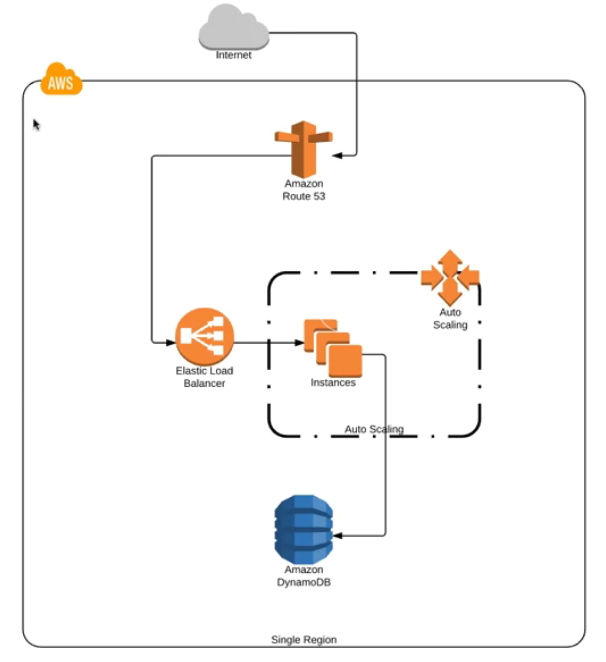 Internet
AWS
Amazon
Route 53
Auto
Scaling
Elastic Load
Balancer
Instances
Auto Scaling
Amazon
DynamoDB
Single Region